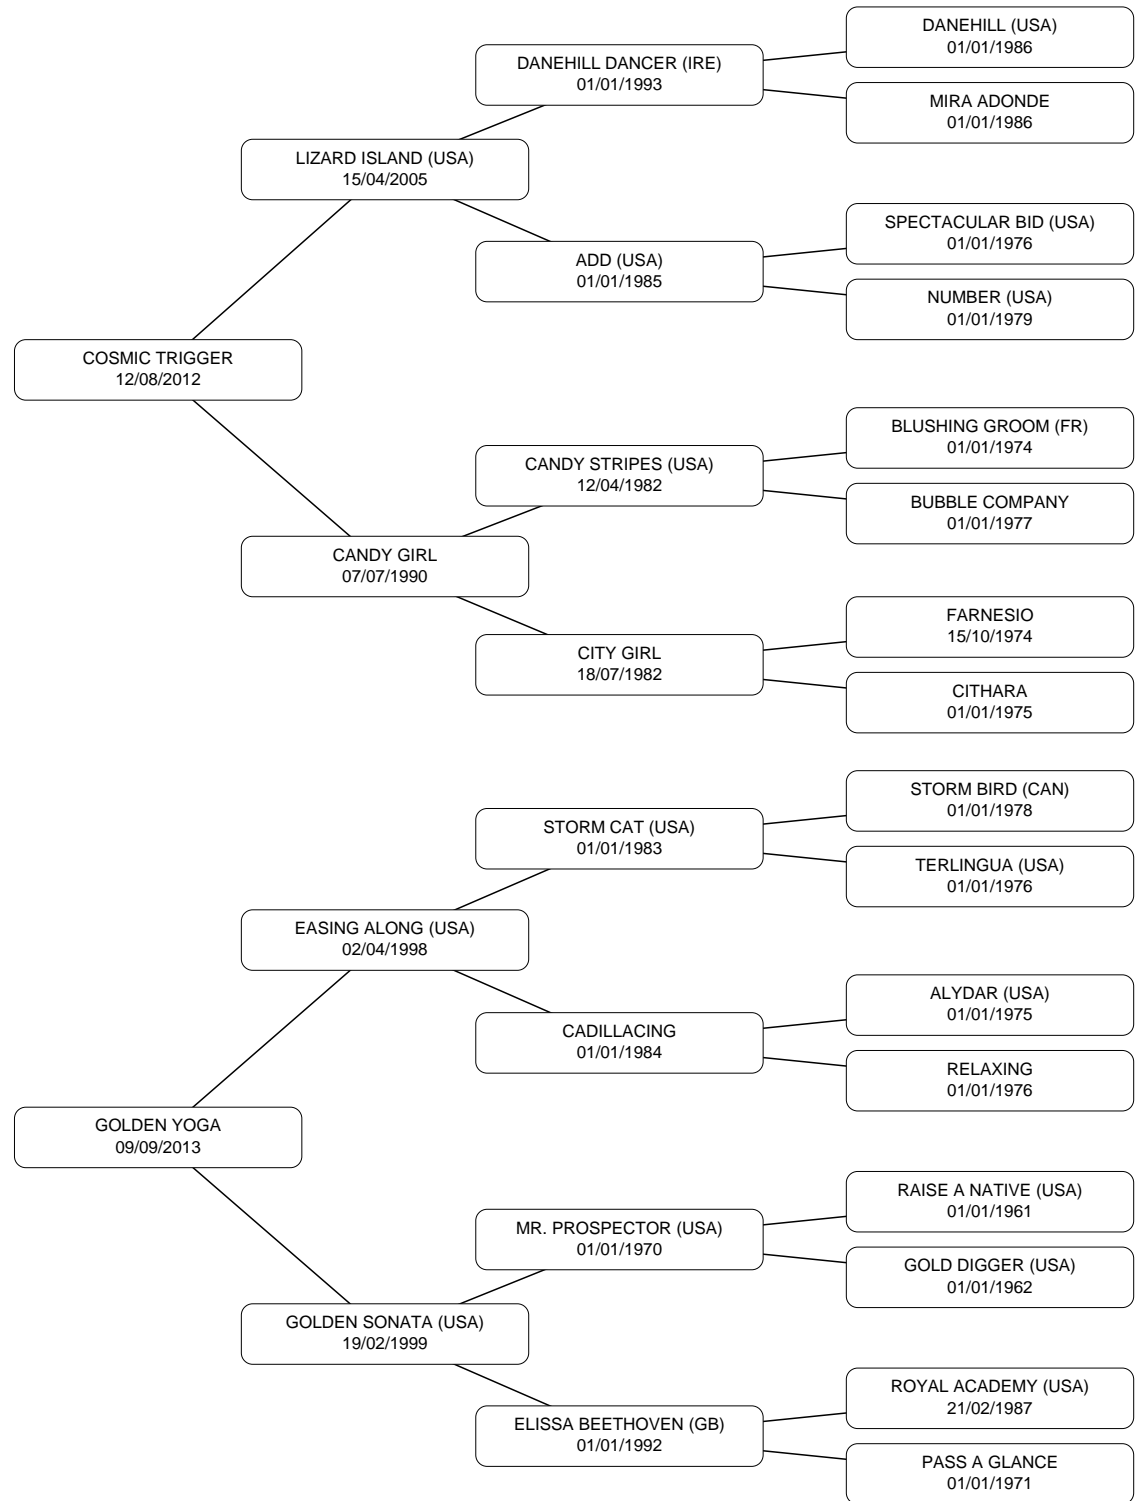 DANEHILL (USA)
01/01/1986
DANEHILL DANCER (IRE)
01/01/1993
MIRA ADONDE
01/01/1986
LIZARD ISLAND (USA)
15/04/2005
SPECTACULAR BID (USA)
01/01/1976
ADD (USA)
01/01/1985
NUMBER (USA)
01/01/1979
COSMIC TRIGGER
12/08/2012
BLUSHING GROOM (FR)
01/01/1974
CANDY STRIPES (USA)
12/04/1982
BUBBLE COMPANY
01/01/1977
CANDY GIRL
07/07/1990
FARNESIO
15/10/1974
CITY GIRL
18/07/1982
CITHARA
01/01/1975
STORM BIRD (CAN)
01/01/1978
STORM CAT (USA)
01/01/1983
TERLINGUA (USA)
01/01/1976
EASING ALONG (USA)
02/04/1998
ALYDAR (USA)
01/01/1975
CADILLACING
01/01/1984
RELAXING
01/01/1976
GOLDEN YOGA
09/09/2013
RAISE A NATIVE (USA)
01/01/1961
MR. PROSPECTOR (USA)
01/01/1970
GOLD DIGGER (USA)
01/01/1962
GOLDEN SONATA (USA)
19/02/1999
ROYAL ACADEMY (USA)
21/02/1987
ELISSA BEETHOVEN (GB)
01/01/1992
PASS A GLANCE
01/01/1971